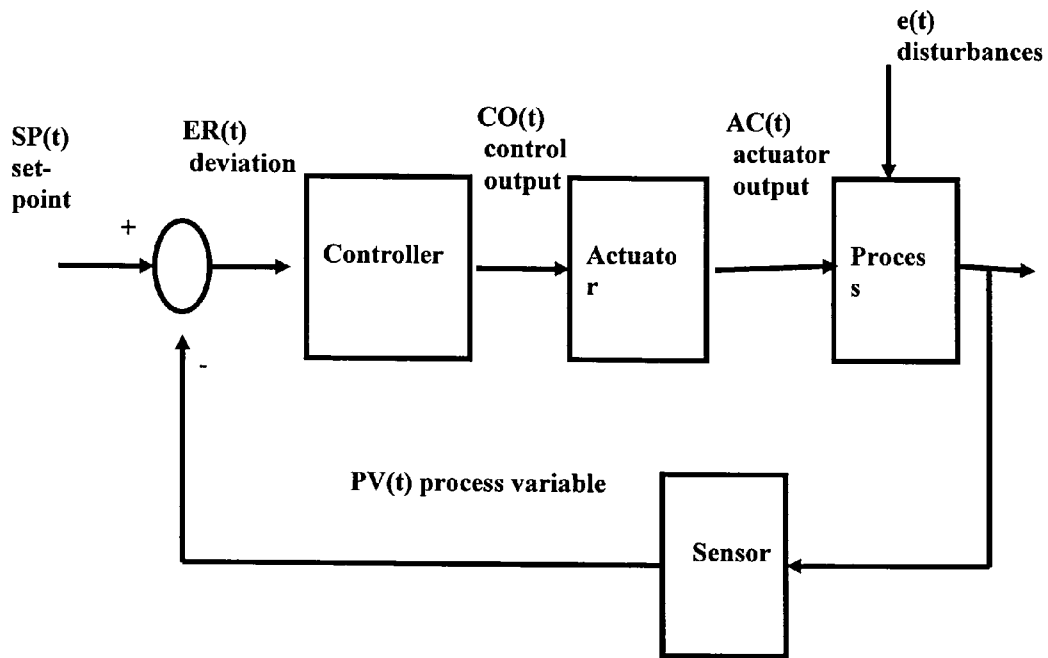 e(t)
disturbances
SP(t)
set-
point
ER(t)
deviation
CO(t)
control
output
AC(t)
actuator
output
+
Controller
Actuato
r
Proces
s
-
PV(t) process variable
Sensor